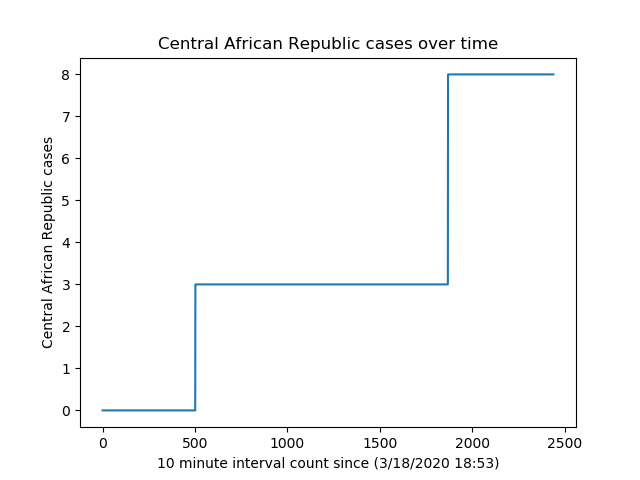 Central African Republic cases over time
Central African Republic cases
8
7
6
5
4
3
2
1
0
0 500 1000 1500 2000 2500
10 minute interval count since (3/18/2020 18:53)